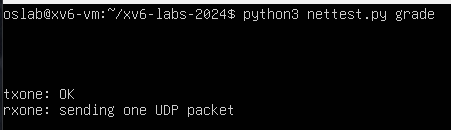 oslab@xv6-vm:~/xv6-labs-2024$ python3 nettest.py grade
txone: OK
rxone: sending one UDP packet